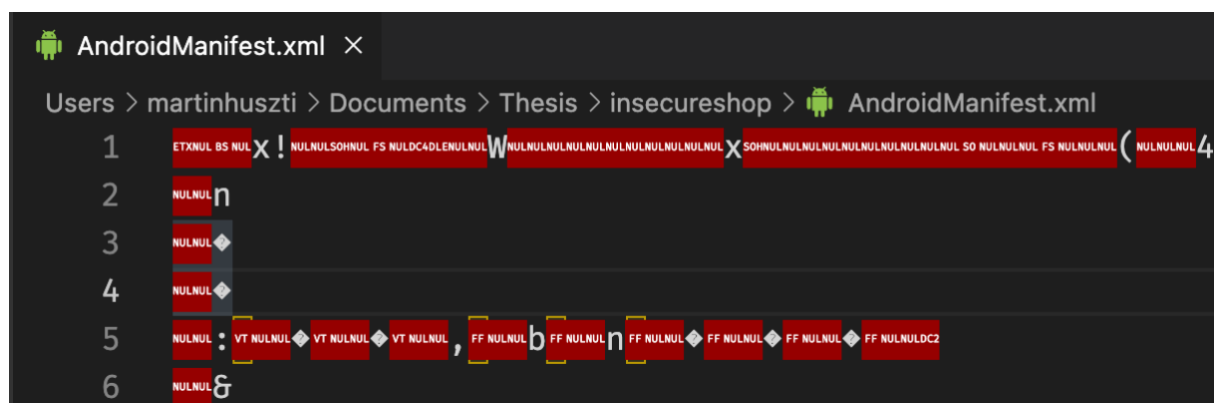 AndroidManifest.xml ×
Users > martinhuszti > Documents > Thesis > insecureshop > AndroidManifest.xml
1 ETXNUL BS NUL x ! NULNULSOHNUL FS NULDC4DLENULNUL W NULNULNULNULNULNULNULNULNULNULNUL x SOHNULNULNULNULNULNULNULNULNULNULNUL SO NULNULNUL FS NULNULNUL ( NULNULNUL 4
2 NULNUL n
3 NULNUL �
4 NULNUL �
5 NULNUL : VT NULNUL � VT NULNUL � VT NULNUL , FF NULNUL b FF NULNUL n FF NULNUL � FF NULNUL � FF NULNUL � FF NULNULDC2
6 NULNUL &